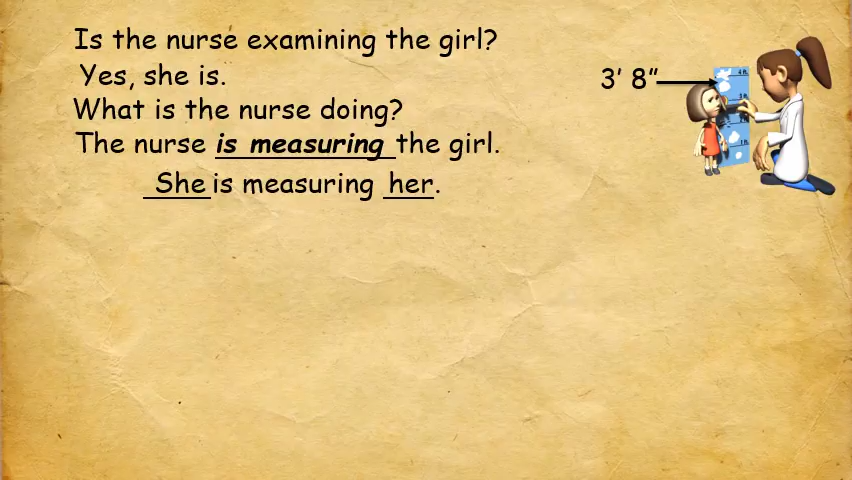 Is the nurse examining the girl?
Yes, she is.
3' 8"
What is the nurse doing?
The nurse is measuring the girl.
She is measuring her.